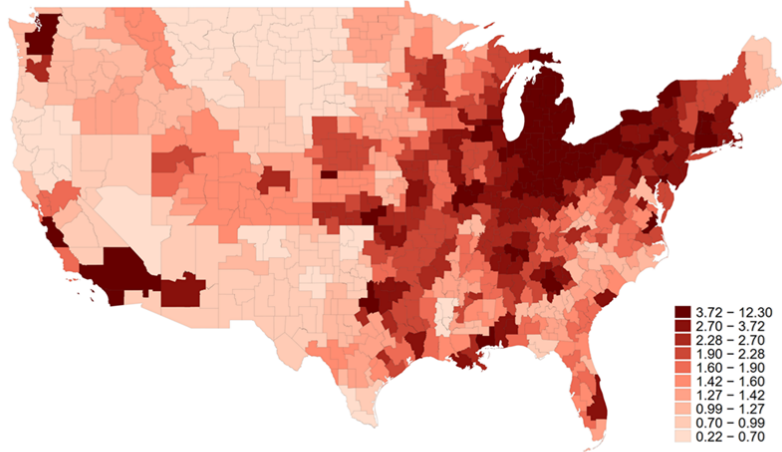 3.72 – 12.30
2.70 – 3.72
2.28 – 2.70
1.90 – 2.28
1.60 – 1.90
1.42 – 1.60
1.27 – 1.42
0.99 – 1.27
0.70 – 0.99
0.22 – 0.70